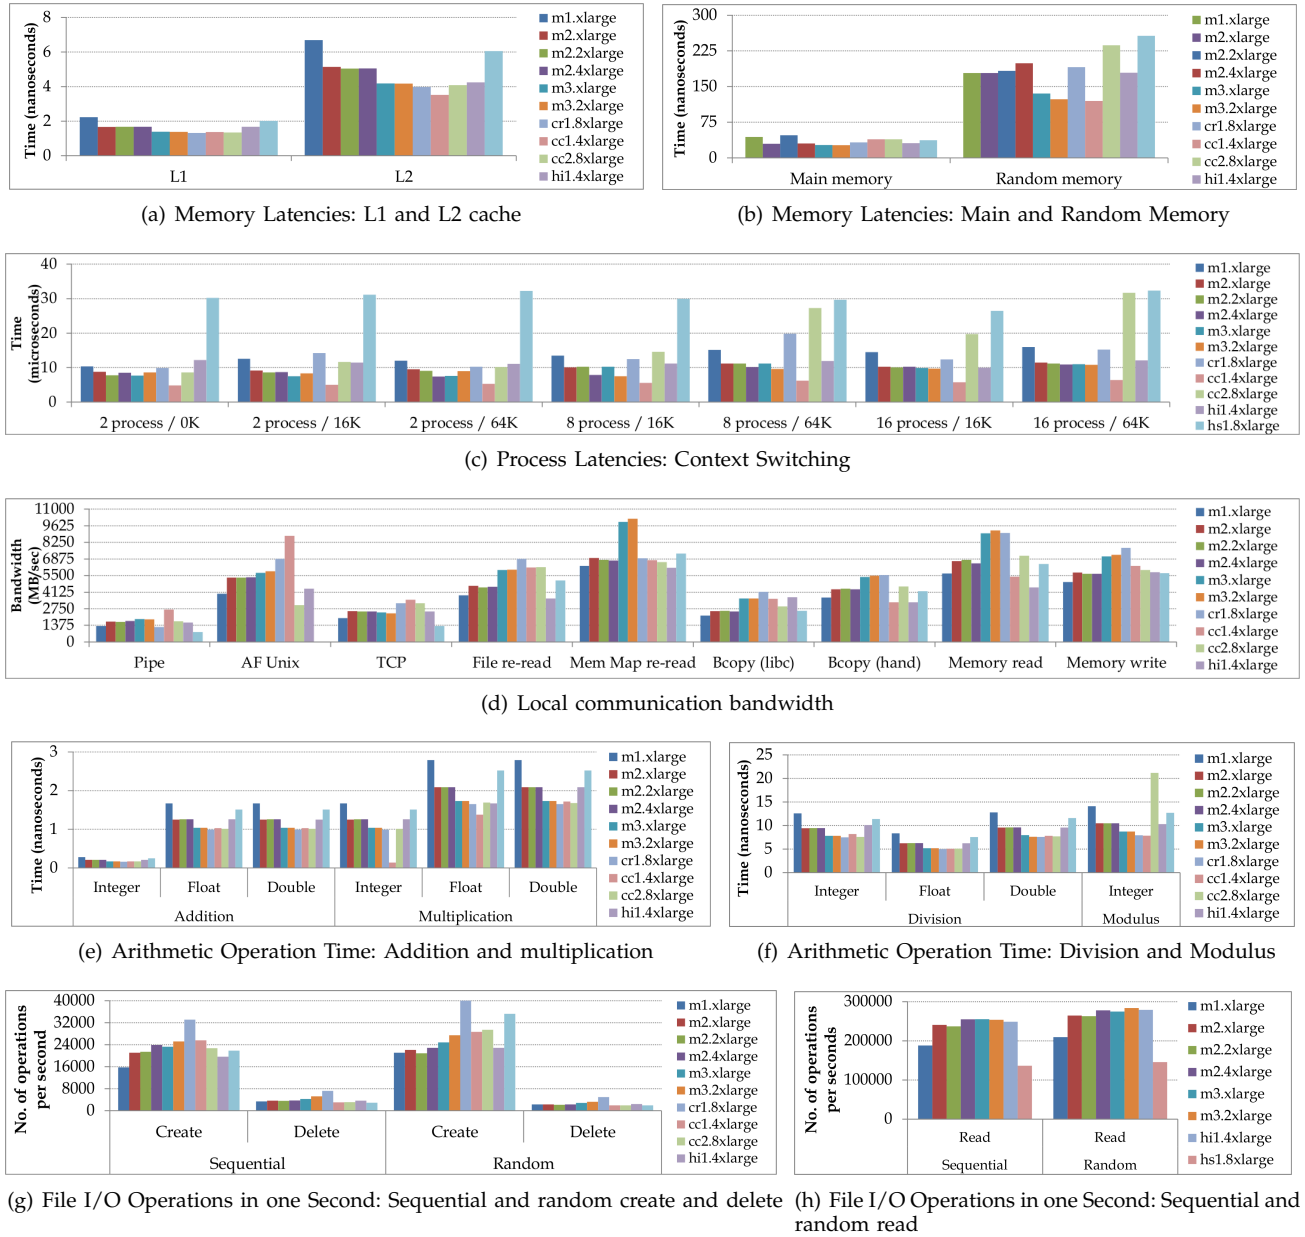 Time (nanoseconds)
8
6
4
2
0
L1
L2
m1.xlarge
m2.xlarge
m2.2xlarge
m2.4xlarge
m3.xlarge
m3.2xlarge
cr1.8xlarge
cc1.4xlarge
cc2.8xlarge
hi1.4xlarge
(a) Memory Latencies: L1 and L2 cache
Time (nanoseconds)
300
225
150
75
0
Main memory
Random memory
m1.xlarge
m2.xlarge
m2.2xlarge
m2.4xlarge
m3.xlarge
m3.2xlarge
cr1.8xlarge
cc1.4xlarge
cc2.8xlarge
hi1.4xlarge
(b) Memory Latencies: Main and Random Memory
Time
(microseconds)
40
30
20
10
0
2 process / 0K
2 process / 16K
2 process / 64K
8 process / 16K
8 process / 64K
16 process / 16K
16 process / 64K
m1.xlarge
m2.xlarge
m2.2xlarge
m2.4xlarge
m3.xlarge
m3.2xlarge
cr1.8xlarge
cc1.4xlarge
cc2.8xlarge
hi1.4xlarge
hs1.8xlarge
(c) Process Latencies: Context Switching
Bandwidth
(MB/sec)
11000
9625
8250
6875
5500
4125
2750
1375
0
Pipe
AF Unix
TCP
File re-read
Mem Map re-read
Bcopy (libc)
Bcopy (hand)
Memory read
Memory write
m1.xlarge
m2.xlarge
m2.2xlarge
m2.4xlarge
m3.xlarge
m3.2xlarge
cr1.8xlarge
cc1.4xlarge
cc2.8xlarge
hi1.4xlarge
(d) Local communication bandwidth
Time (nanoseconds)
3
2
1
0
Integer
Float
Double
Integer
Float
Double
Addition
Multiplication
m1.xlarge
m2.xlarge
m2.2xlarge
m2.4xlarge
m3.xlarge
m3.2xlarge
cr1.8xlarge
cc1.4xlarge
cc2.8xlarge
hi1.4xlarge
(e) Arithmetic Operation Time: Addition and multiplication
Time (nanoseconds)
25
20
15
10
5
0
Integer
Float
Double
Integer
Division
Modulus
m1.xlarge
m2.xlarge
m2.2xlarge
m2.4xlarge
m3.xlarge
m3.2xlarge
cr1.8xlarge
cc1.4xlarge
cc2.8xlarge
hi1.4xlarge
(f) Arithmetic Operation Time: Division and Modulus
No. of operations
per second
40000
32000
24000
16000
8000
0
Create
Delete
Create
Delete
Sequential
Random
m1.xlarge
m2.xlarge
m2.2xlarge
m2.4xlarge
m3.xlarge
m3.2xlarge
cr1.8xlarge
cc1.4xlarge
cc2.8xlarge
hi1.4xlarge
(g) File I/O Operations in one Second: Sequential and random create and delete
No. of operations
per seconds
300000
200000
100000
0
Read
Read
Sequential
Random
m1.xlarge
m2.xlarge
m2.2xlarge
m2.4xlarge
m3.xlarge
m3.2xlarge
hi1.4xlarge
hs1.8xlarge
(h) File I/O Operations in one Second: Sequential and
random read